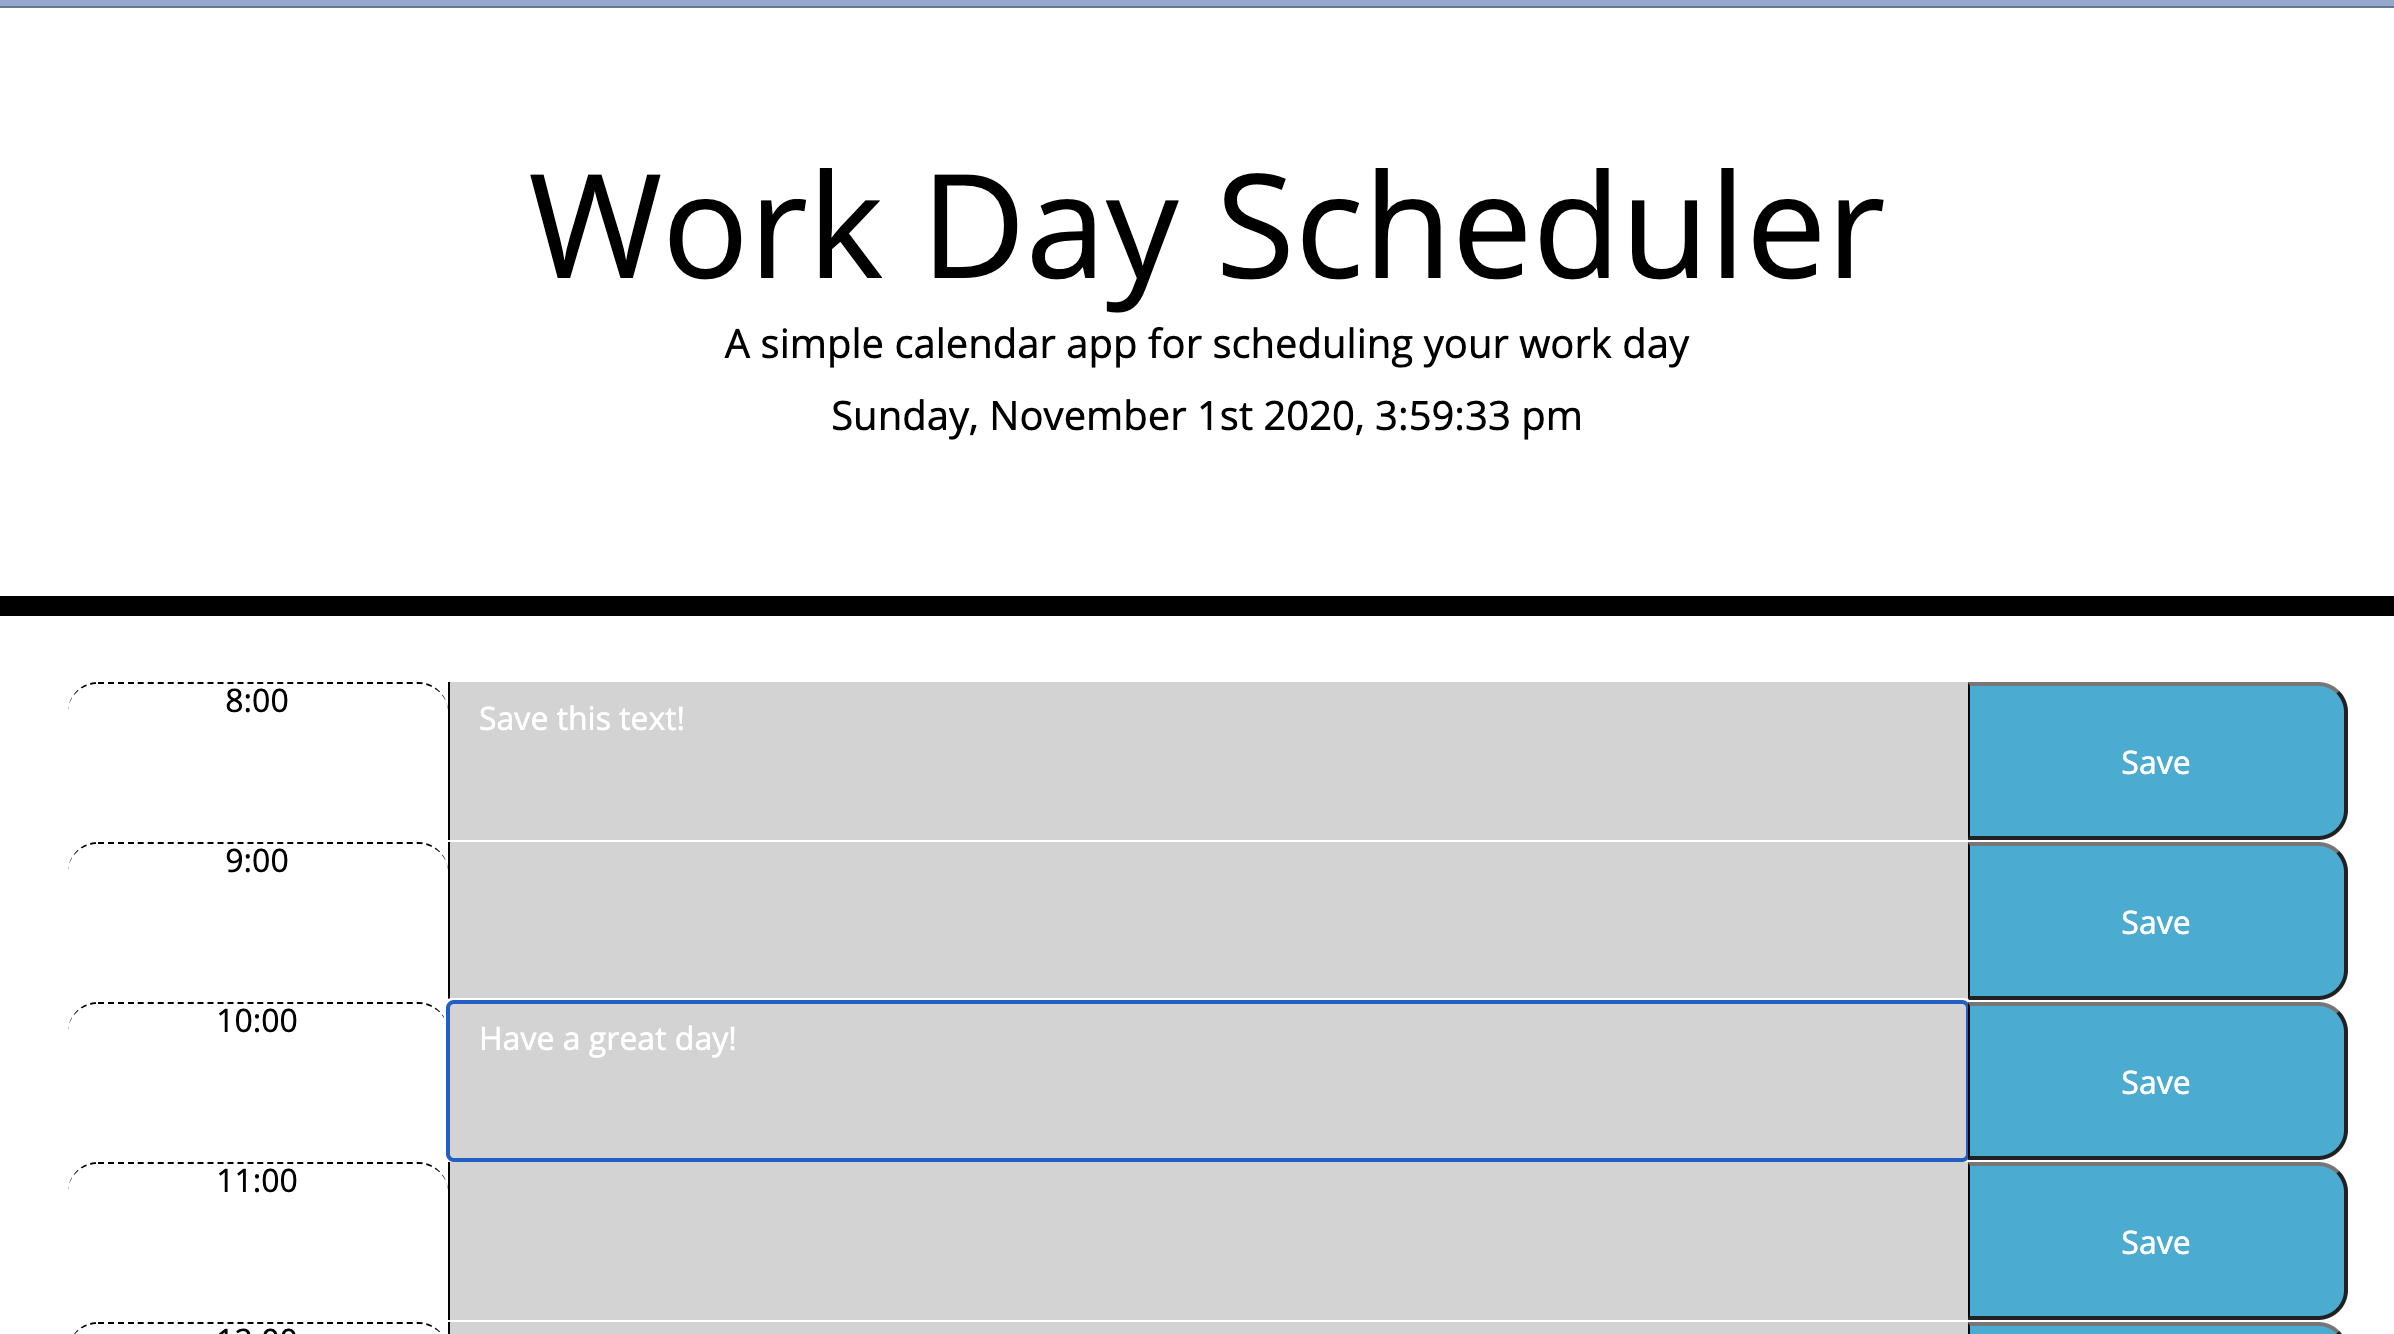 Work Day Scheduler
A simple calendar app for scheduling your work day
Sunday, November 1st 2020, 3:59:33 pm
8:00
Save this text!
Save
9:00
Save
10:00
Have a great day!
Save
11:00
Save